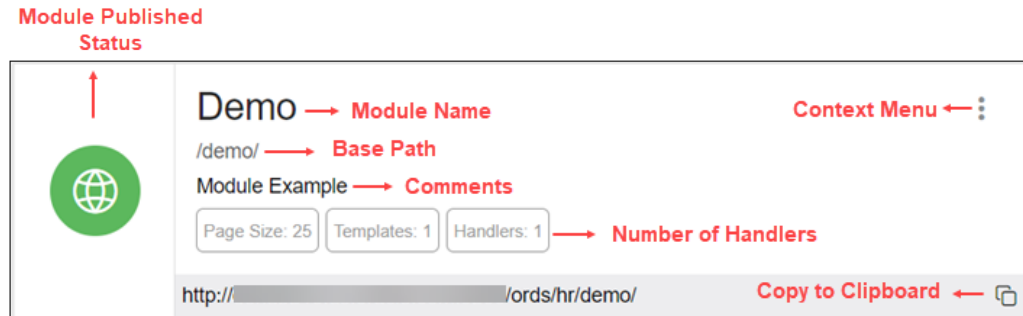 Module Published
Status
Demo Module Name Context Menu
/demo/ Base Path
Module Example Comments
Page Size: 25 Templates: 1 Handlers: 1 Number of Handlers
http:// /ords/hr/demo/ Copy to Clipboard